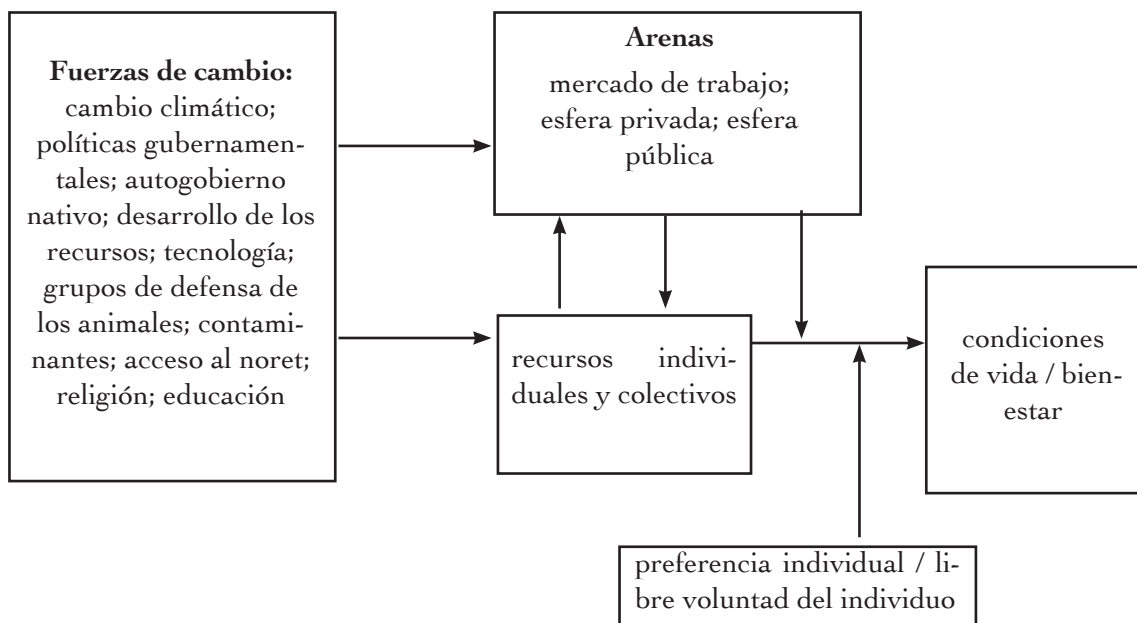 Fuerzas de cambio:
cambio climático;
políticas gubernamen-
tales; autogobierno
nativo; desarrollo de los
recursos; tecnología;
grupos de defensa de
los animales; contami-
nantes; acceso al noret;
religión; educación
Arenas
mercado de trabajo;
esfera privada; esfera
pública
recursos indivi-
duales y colectivos
condiciones
de vida / bien-
estar
preferencia individual / li-
bre voluntad del individuo